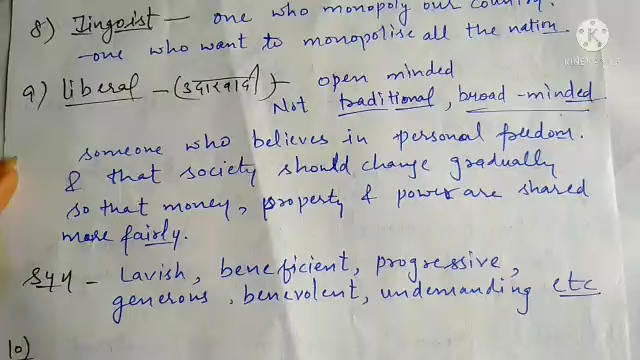 8) Jingoist – one who monopoly our country.
– one who want to monopolise all the nation.
9) Liberal – (उदारवादी) – open minded
Not traditional, broad-minded
someone who believes in personal freedom.
& that society should change gradually
so that money, property & power are shared
more fairly.
Syn – Lavish, beneficient, progressive,
generous, benevolent, undemanding etc
10)
KINEMASTER